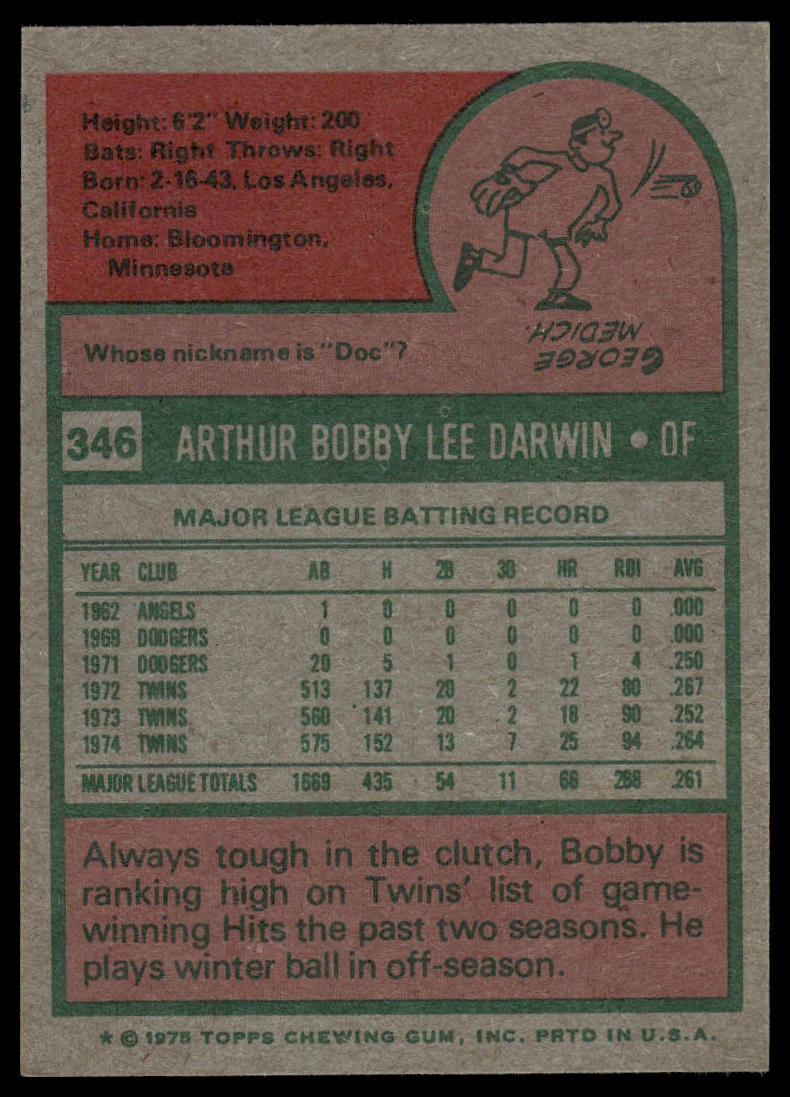 Height: 6'2" Weight: 200
Bats: Right Throws: Right
Born: 2-16-43, Los Angeles,
California
Home: Bloomington,
Minnesota
Whose nickname is "Doc"?
GEORGE
MEDICH.
346 ARTHUR BOBBY LEE DARWIN • OF
MAJOR LEAGUE BATTING RECORD
YEAR CLUB AB H 2B 3B HR RBI AVG
1962 ANGELS 1 0 0 0 0 0 .000
1969 DODGERS 0 0 0 0 0 0 .000
1971 DODGERS 20 5 1 0 1 4 .250
1972 TWINS 513 137 20 2 22 80 .267
1973 TWINS 560 141 20 2 18 90 .252
1974 TWINS 575 152 13 7 25 94 .264
MAJOR LEAGUE TOTALS 1669 435 54 11 66 268 .261
Always tough in the clutch, Bobby is
ranking high on Twins' list of game-
winning Hits the past two seasons. He
plays winter ball in off-season.
* © 1975 TOPPS CHEWING GUM, INC. PRTD IN U.S.A.